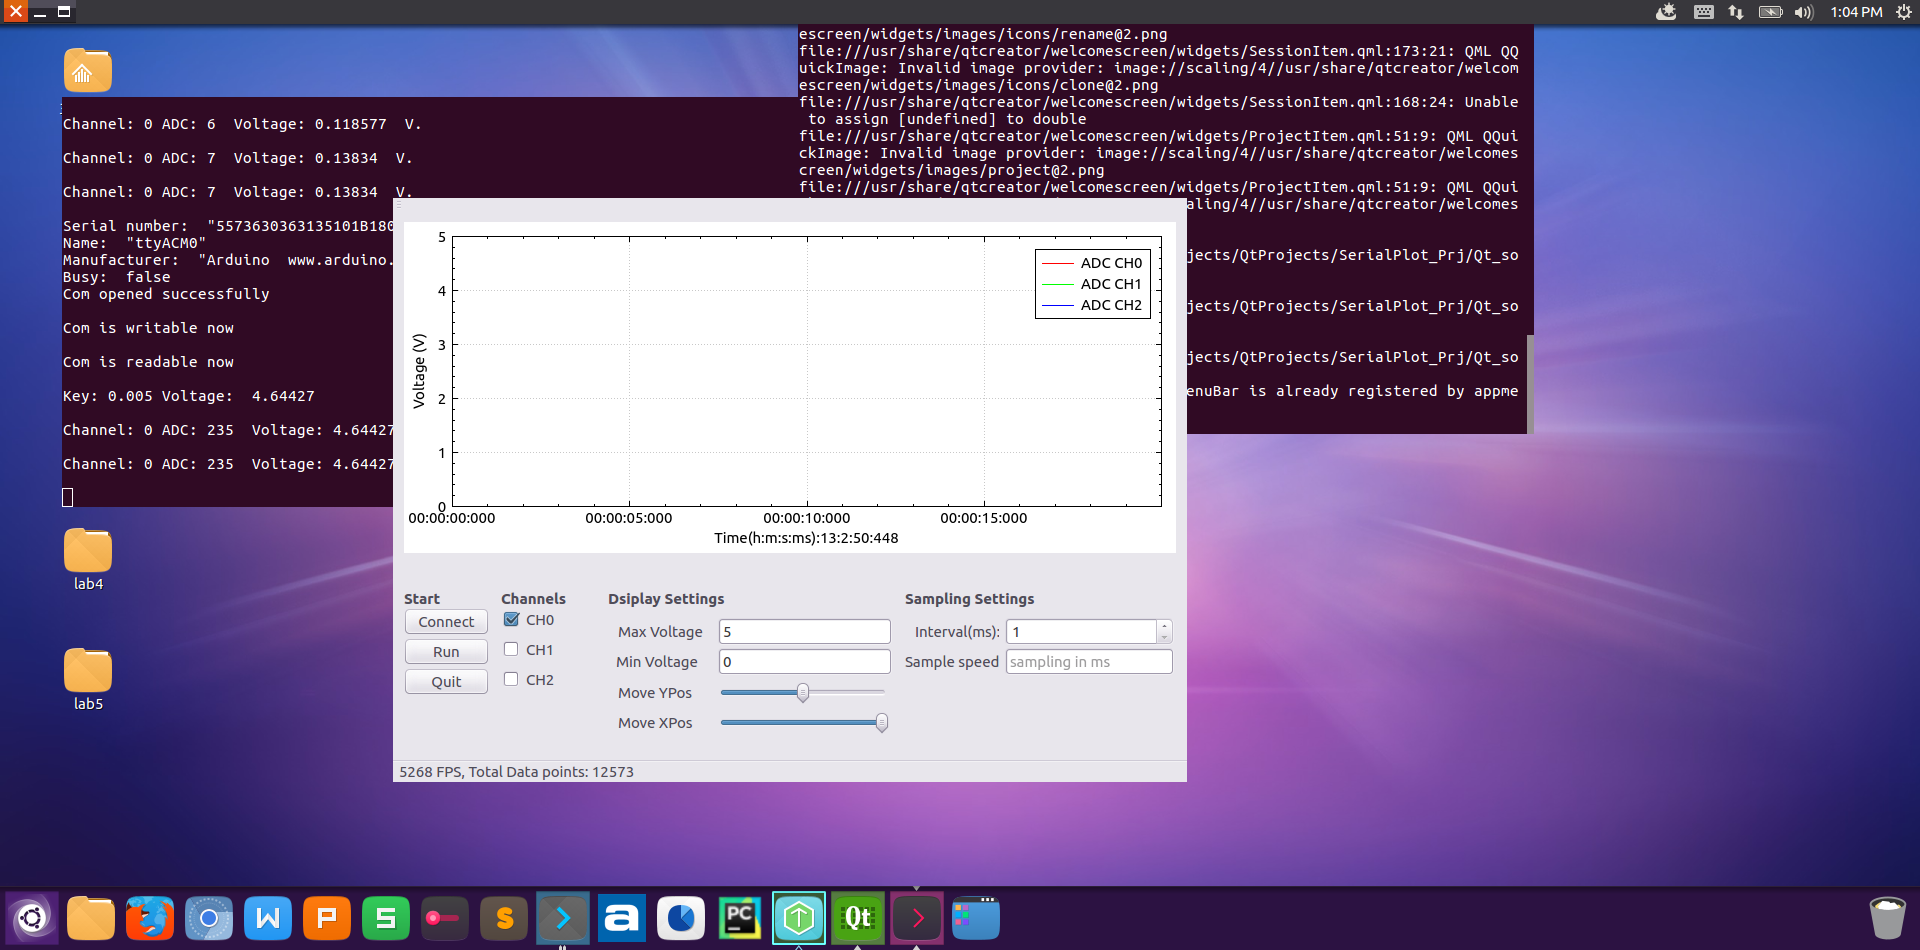 1:04 PM
escreen/widgets/images/icons/rename@2.png
file:///usr/share/qtcreator/welcomescreen/widgets/SessionItem.qml:173:21: QML QQ
uickImage: Invalid image provider: image://scaling/4//usr/share/qtcreator/welcom
escreen/widgets/images/icons/clone@2.png
file:///usr/share/qtcreator/welcomescreen/widgets/SessionItem.qml:168:24: Unable
to assign [undefined] to double
file:///usr/share/qtcreator/welcomescreen/widgets/ProjectItem.qml:51:9: QML QQui
ckImage: Invalid image provider: image://scaling/4//usr/share/qtcreator/welcomes
creen/widgets/images/project@2.png
file:///usr/share/qtcreator/welcomescreen/widgets/ProjectItem.qml:51:9: QML QQui
aling/4//usr/share/qtcreator/welcomes
jects/QtProjects/SerialPlot_Prj/Qt_so
jects/QtProjects/SerialPlot_Prj/Qt_so
jects/QtProjects/SerialPlot_Prj/Qt_so
enuBar is already registered by appme
Channel: 0 ADC: 6  Voltage: 0.118577  V.
Channel: 0 ADC: 7  Voltage: 0.13834  V.
Channel: 0 ADC: 7  Voltage: 0.13834  V.
Serial number:  "5573630363135101B180
Name:  "ttyACM0"
Manufacturer:  "Arduino  www.arduino.
Busy:  false
Com opened successfully
Com is writable now
Com is readable now
Key: 0.005 Voltage:  4.64427
Channel: 0 ADC: 235  Voltage: 4.64427
Channel: 0 ADC: 235  Voltage: 4.64427
lab4
lab5
5
4
3
2
1
0
Voltage (V)
ADC CH0
ADC CH1
ADC CH2
00:00:00:000 00:00:05:000 00:00:10:000 00:00:15:000
Time(h:m:s:ms):13:2:50:448
Start
Connect
Run
Quit
Channels
CH0
CH1
CH2
Dsiplay Settings
Max Voltage 5
Min Voltage 0
Move YPos
Move XPos
Sampling Settings
Interval(ms): 1
Sample speed sampling in ms
5268 FPS, Total Data points: 12573
W
P
S
S
a
PC
Qt